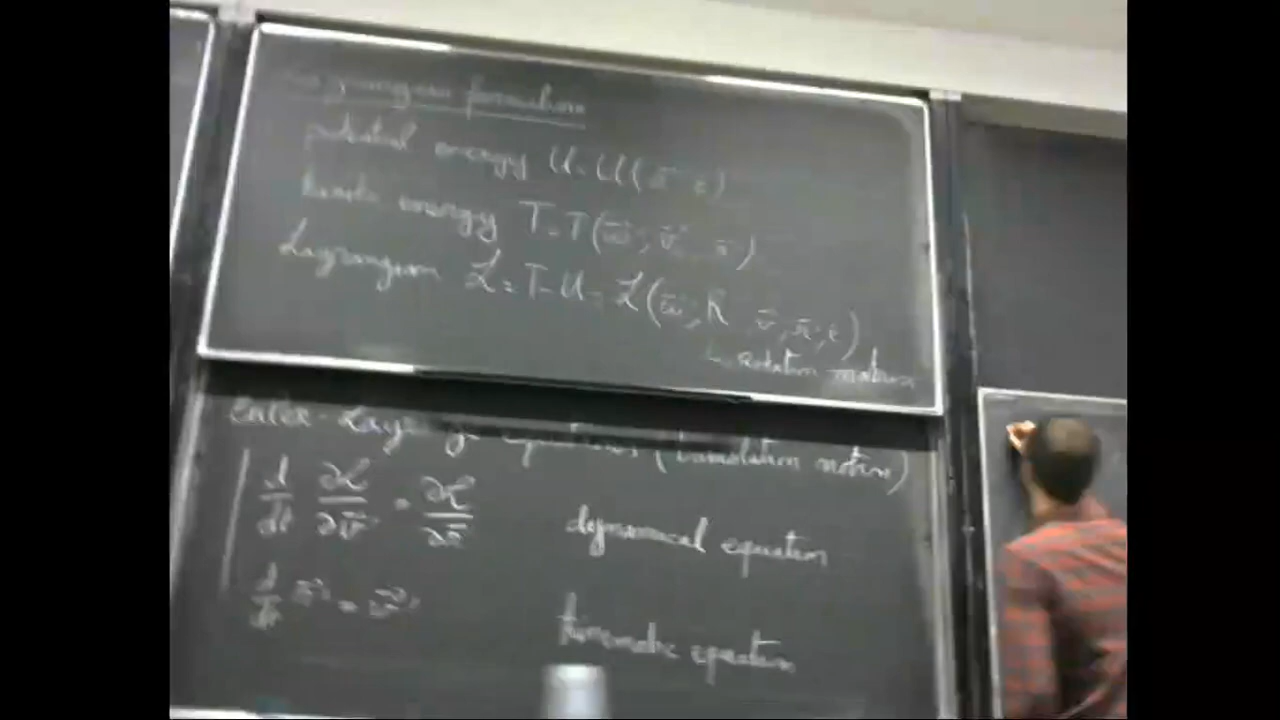 Lagrangian formalism
potential energy U = U(r⃗, t)
kinetic energy T = T(ω⃗, v⃗, r⃗)
Lagrangian ℒ = T - U = ℒ(ω⃗, R, v⃗, r⃗, t)
rotation matrix
Euler-Lagrange equations (translation motion)
d/dt ∂ℒ/∂v⃗ = ∂ℒ/∂r⃗ dynamical equation
d/dt r⃗ = v⃗ kinematic equation